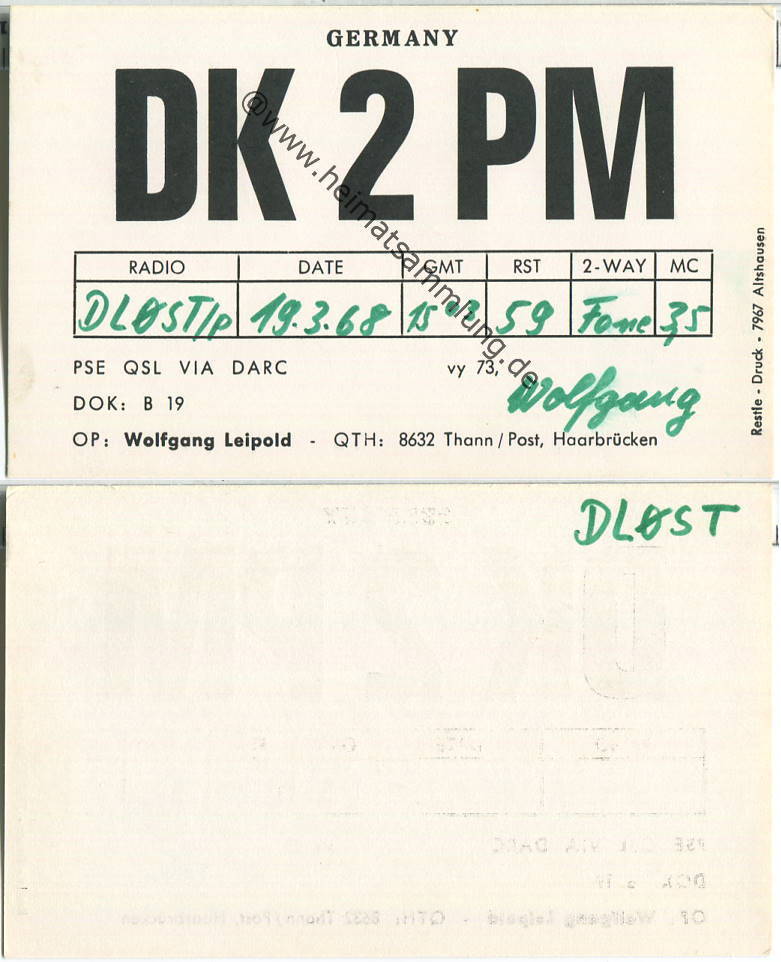 GERMANY
DK 2 PM
RADIO DATE GMT RST 2-WAY MC
DLØST/p 19.3.68 59 Fone 3,5
PSE QSL VIA DARC vy 73,
DOK: B 19 Wolfgang
OP: Wolfgang Leipold - QTH: 8632 Thann/Post, Haarbrücken
Restle - Druck - 7967 Altshausen
@www.heimatsammlung.de
DLØST